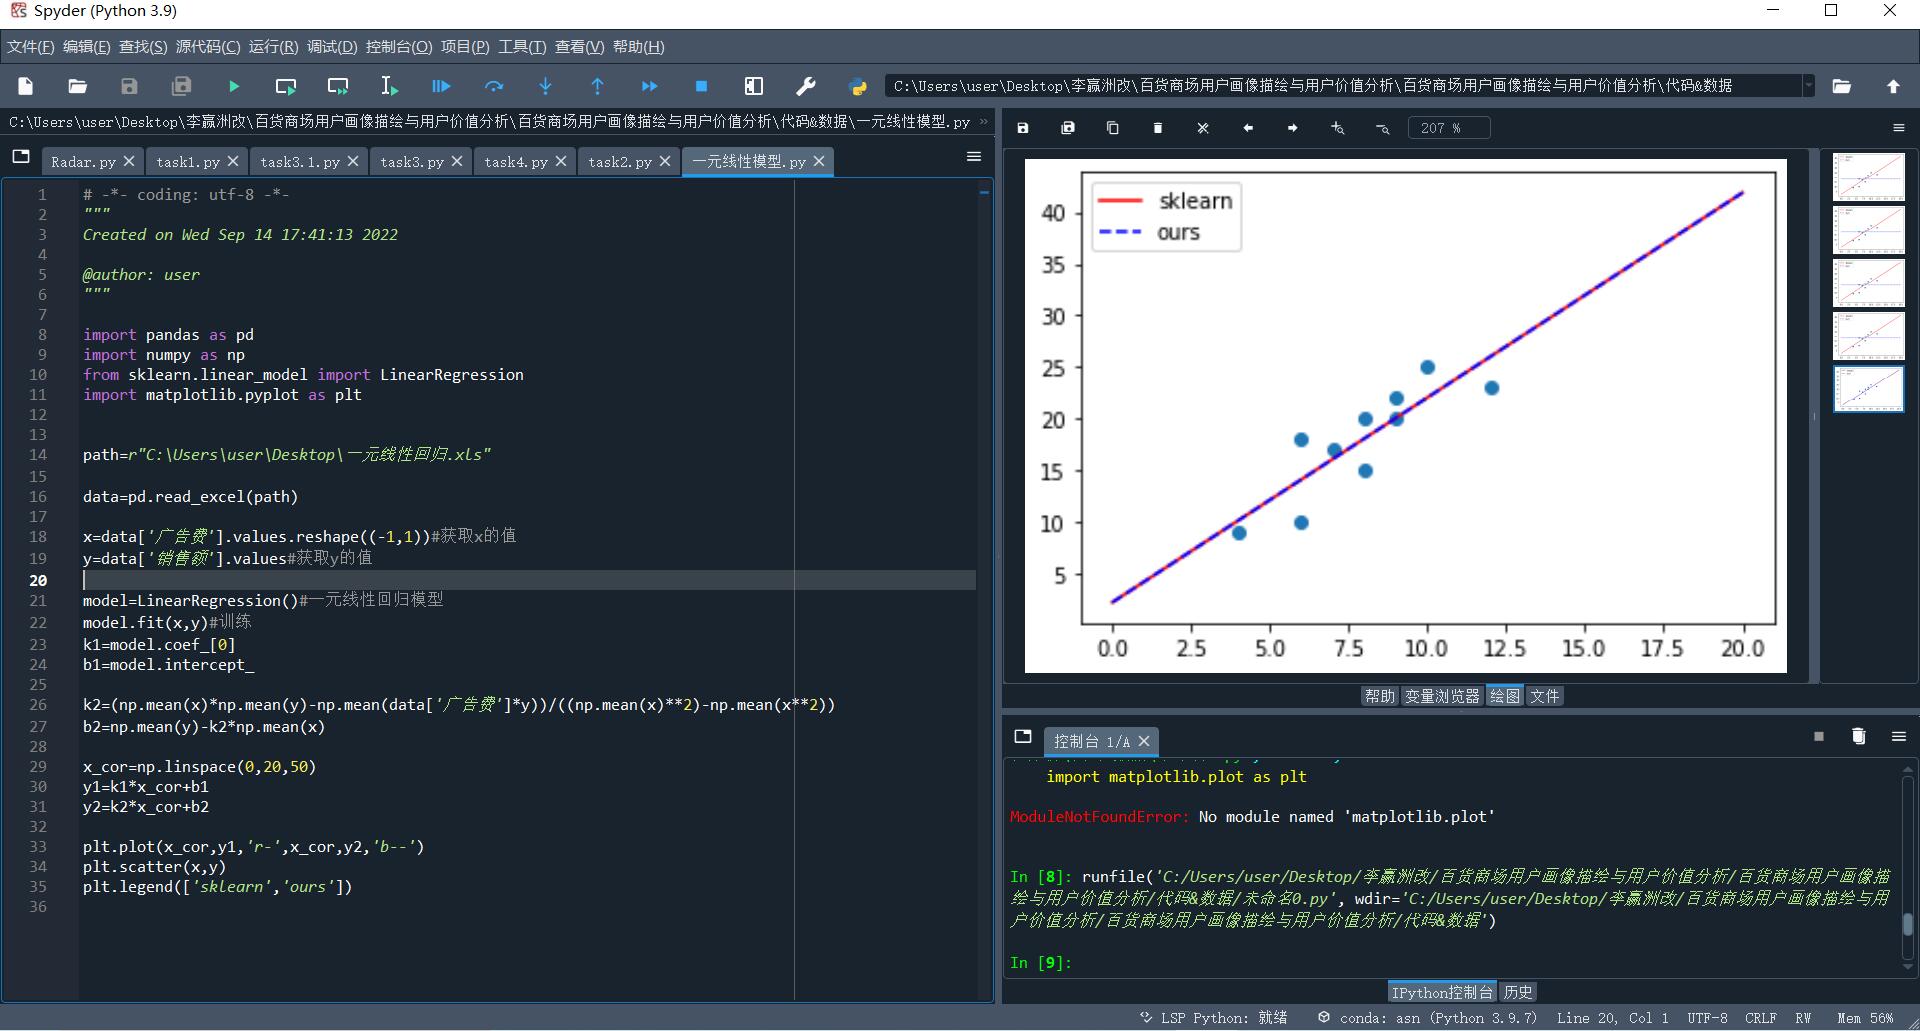 Spyder (Python 3.9)
文件(F) 编辑(E) 查找(S) 源代码(C) 运行(R) 调试(D) 控制台(O) 项目(P) 工具(T) 查看(V) 帮助(H)
C:\Users\user\Desktop\李赢洲改\百货商场用户画像描绘与用户价值分析\百货商场用户画像描绘与用户价值分析\代码&数据
C:\Users\user\Desktop\李赢洲改\百货商场用户画像描绘与用户价值分析\百货商场用户画像描绘与用户价值分析\代码&数据\一元线性模型.py
Radar.py task1.py task3.1.py task3.py task4.py task2.py 一元线性模型.py
1 # -*- coding: utf-8 -*-
2 """
3 Created on Wed Sep 14 17:41:13 2022
4
5 @author: user
6 """
7
8 import pandas as pd
9 import numpy as np
10 from sklearn.linear_model import LinearRegression
11 import matplotlib.pyplot as plt
12
13
14 path=r"C:\Users\user\Desktop\一元线性回归.xls"
15
16 data=pd.read_excel(path)
17
18 x=data['广告费'].values.reshape((-1,1))#获取x的值
19 y=data['销售额'].values#获取y的值
20
21 model=LinearRegression()#一元线性回归模型
22 model.fit(x,y)#训练
23 k1=model.coef_[0]
24 b1=model.intercept_
25
26 k2=(np.mean(x)*np.mean(y)-np.mean(data['广告费']*y))/((np.mean(x)**2)-np.mean(x**2))
27 b2=np.mean(y)-k2*np.mean(x)
28
29 x_cor=np.linspace(0,20,50)
30 y1=k1*x_cor+b1
31 y2=k2*x_cor+b2
32
33 plt.plot(x_cor,y1,'r-',x_cor,y2,'b--')
34 plt.scatter(x,y)
35 plt.legend(['sklearn','ours'])
36
207 %
sklearn
ours
40
35
30
25
20
15
10
5
0.0 2.5 5.0 7.5 10.0 12.5 15.0 17.5 20.0
帮助 变量浏览器 绘图 文件
控制台 1/A
import matplotlib.plot as plt
ModuleNotFoundError: No module named 'matplotlib.plot'
In [8]: runfile('C:/Users/user/Desktop/李赢洲改/百货商场用户画像描绘与用户价值分析/百货商场用户画像描
绘与用户价值分析/代码&数据/未命名0.py', wdir='C:/Users/user/Desktop/李赢洲改/百货商场用户画像描绘与用
户价值分析/百货商场用户画像描绘与用户价值分析/代码&数据')
In [9]:
IPython控制台 历史
LSP Python: 就绪 conda: asn (Python 3.9.7) Line 20, Col 1 UTF-8 CRLF RW Mem 56%